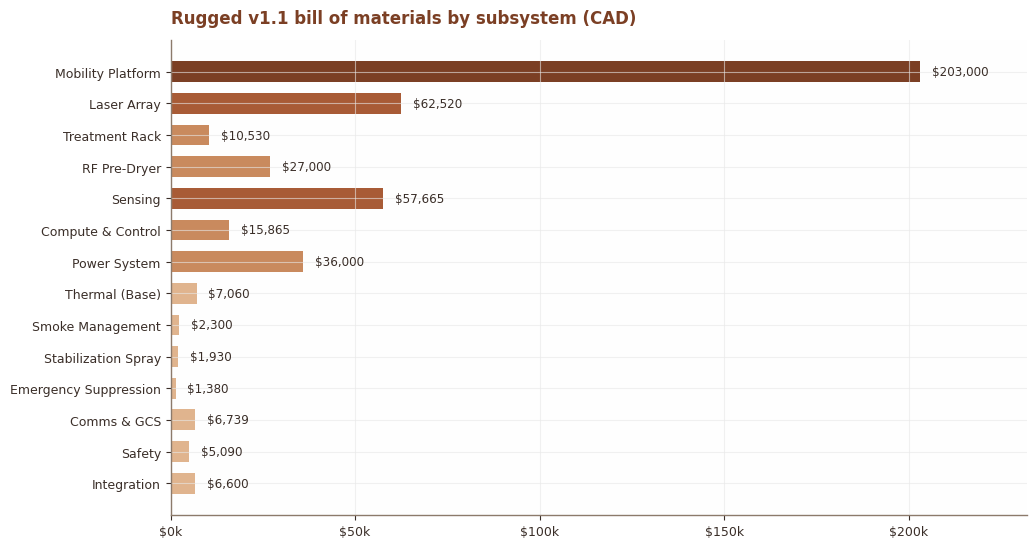 Rugged v1.1 bill of materials by subsystem (CAD)
Mobility Platform $203,000
Laser Array $62,520
Treatment Rack $10,530
RF Pre-Dryer $27,000
Sensing $57,665
Compute & Control $15,865
Power System $36,000
Thermal (Base) $7,060
Smoke Management $2,300
Stabilization Spray $1,930
Emergency Suppression $1,380
Comms & GCS $6,739
Safety $5,090
Integration $6,600
$0k $50k $100k $150k $200k